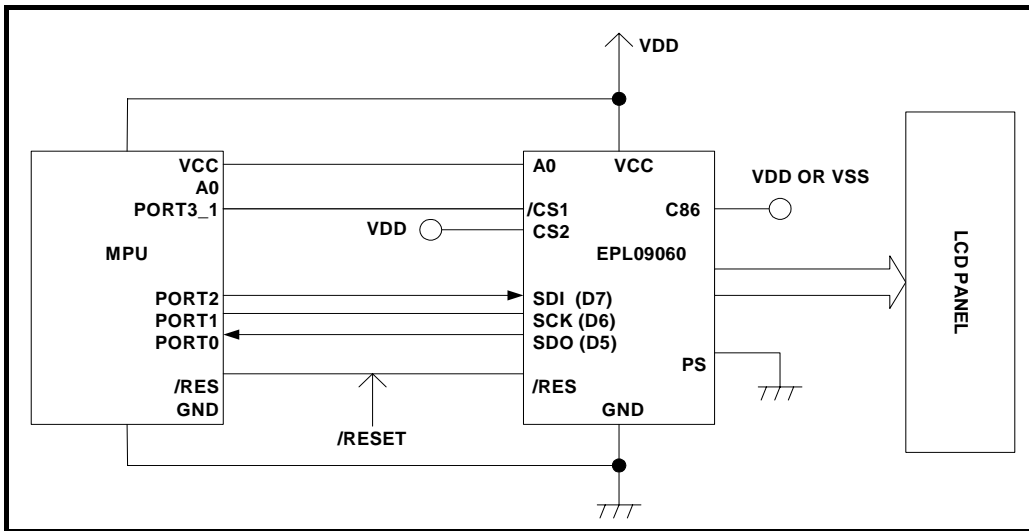 VDD
VCC
A0
PORT3_1
MPU
PORT2
PORT1
PORT0
/RES
GND
/RESET
VDD
A0
VCC
/CS1
CS2
C86
EPL09060
SDI (D7)
SCK (D6)
SDO (D5)
PS
/RES
GND
VDD OR VSS
LCD PANEL